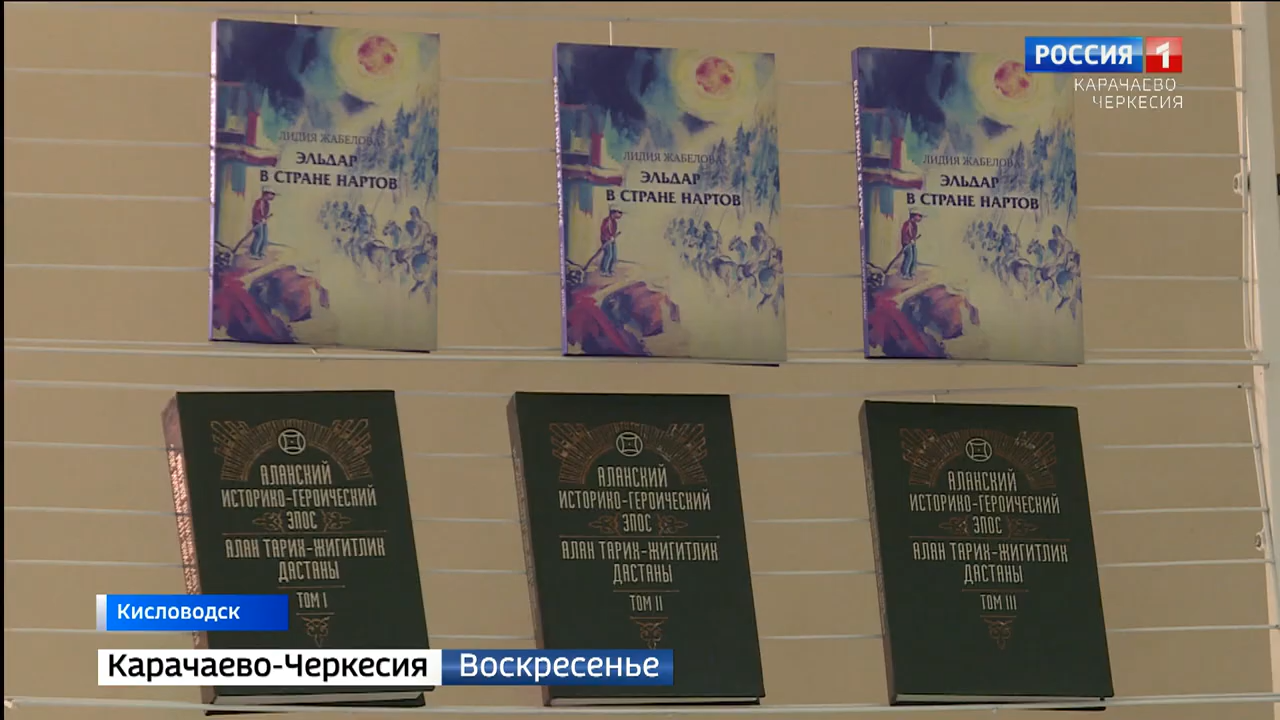 РОССИЯ 1
КАРАЧАЕВО
ЧЕРКЕСИЯ
ЛИДИЯ ЖАБЕЛОВА
ЭЛЬДАР
В СТРАНЕ НАРТОВ
ЛИДИЯ ЖАБЕЛОВА
ЭЛЬДАР
В СТРАНЕ НАРТОВ
ЛИДИЯ ЖАБЕЛОВА
ЭЛЬДАР
В СТРАНЕ НАРТОВ
АЛАНСКИЙ
ИСТОРИКО-ГЕРОИЧЕСКИЙ
ЭПОС
АЛАН ТАРИХ-ЖИГИТЛИК
ДАСТАНЫ
ТОМ I
АЛАНСКИЙ
ИСТОРИКО-ГЕРОИЧЕСКИЙ
ЭПОС
АЛАН ТАРИХ-ЖИГИТЛИК
ДАСТАНЫ
ТОМ II
АЛАНСКИЙ
ИСТОРИКО-ГЕРОИЧЕСКИЙ
ЭПОС
АЛАН ТАРИХ-ЖИГИТЛИК
ДАСТАНЫ
ТОМ III
Кисловодск
Карачаево-Черкесия Воскресенье